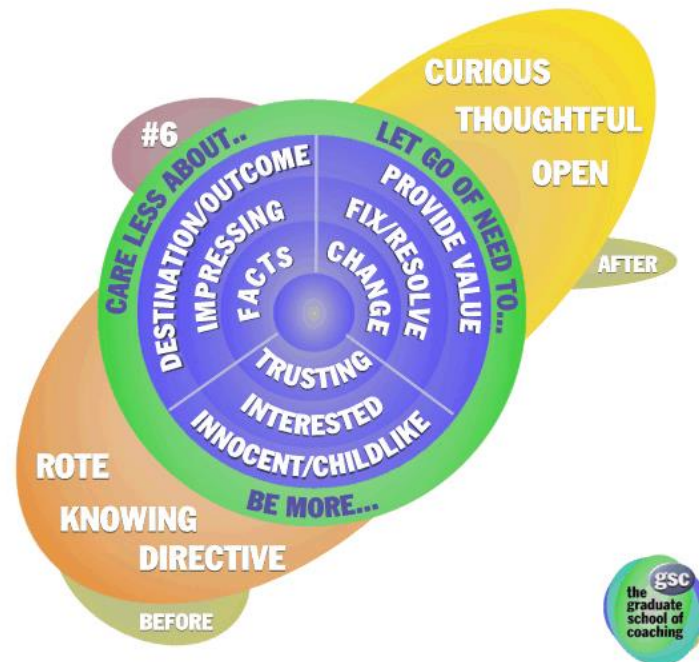 #6
CURIOUS
THOUGHTFUL
OPEN
AFTER
CARE LESS ABOUT..
DESTINATION/OUTCOME
IMPRESSING
FACTS
LET GO OF NEED TO...
PROVIDE VALUE
FIX/RESOLVE
CHANGE
TRUSTING
INTERESTED
INNOCENT/CHILDLIKE
BE MORE...
ROTE
KNOWING
DIRECTIVE
BEFORE
gsc
the
graduate
school of
coaching